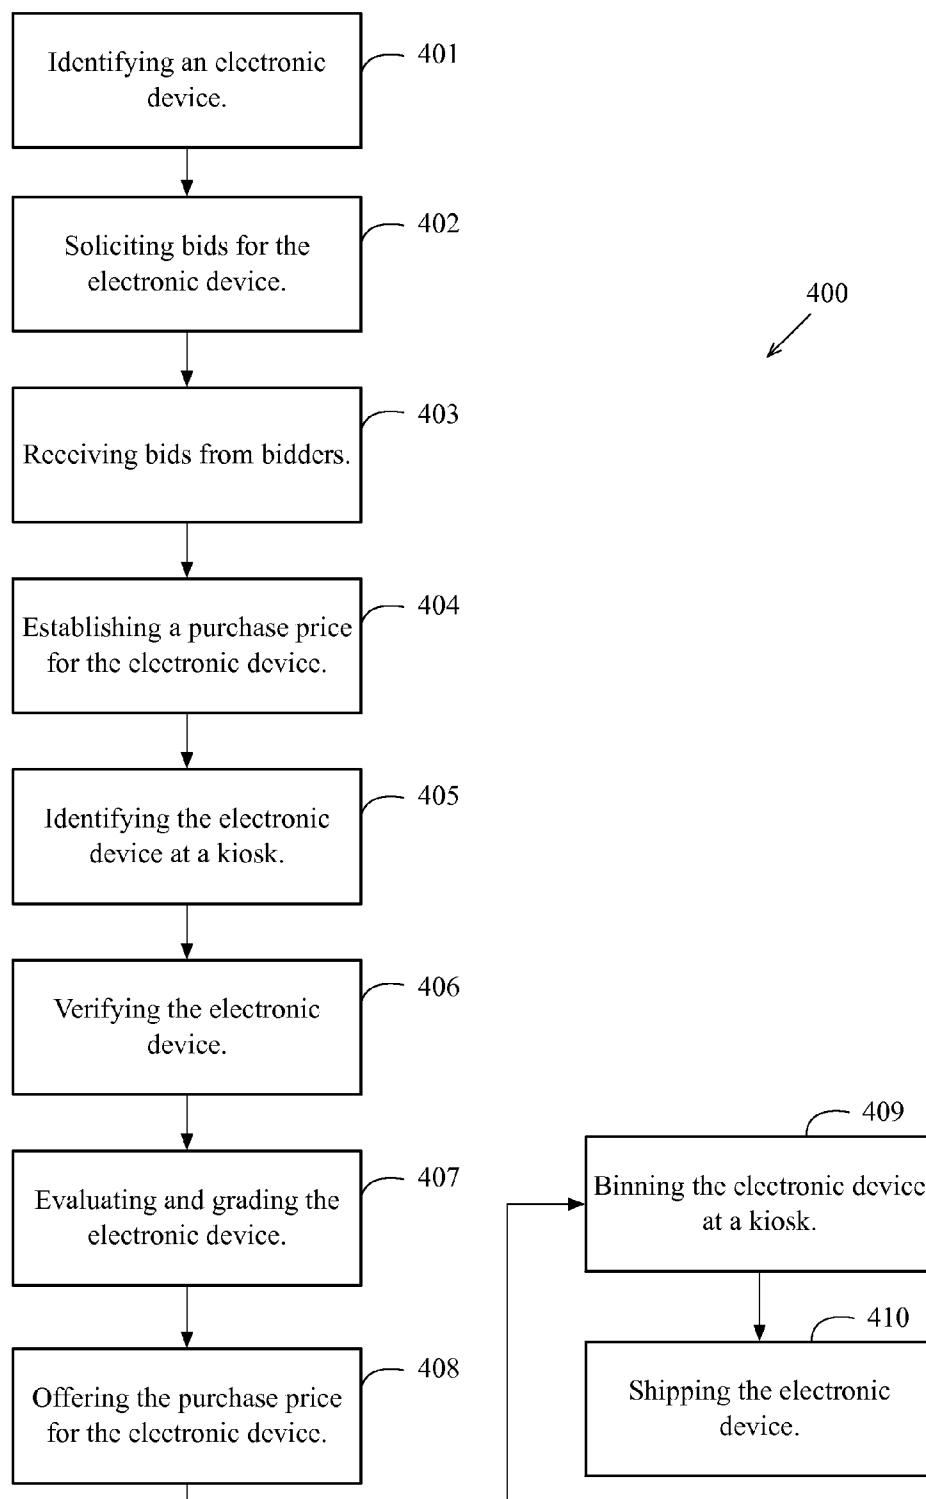 Identifying an electronic
device.
401
Soliciting bids for the
electronic device.
402
400
Receiving bids from bidders.
403
Establishing a purchase price
for the electronic device.
404
Identifying the electronic
device at a kiosk.
405
Verifying the electronic
device.
406
Evaluating and grading the
electronic device.
407
Offering the purchase price
for the electronic device.
408
Binning the electronic device
at a kiosk.
409
Shipping the electronic
device.
410